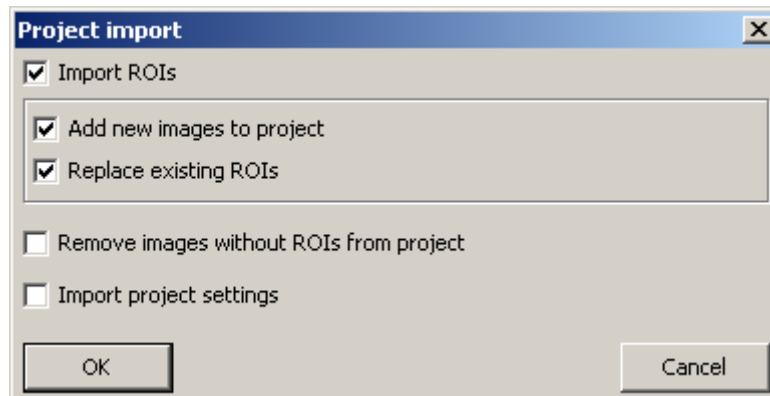 Project import
Import ROIs
Add new images to project
Replace existing ROIs
Remove images without ROIs from project
Import project settings
OK
Cancel